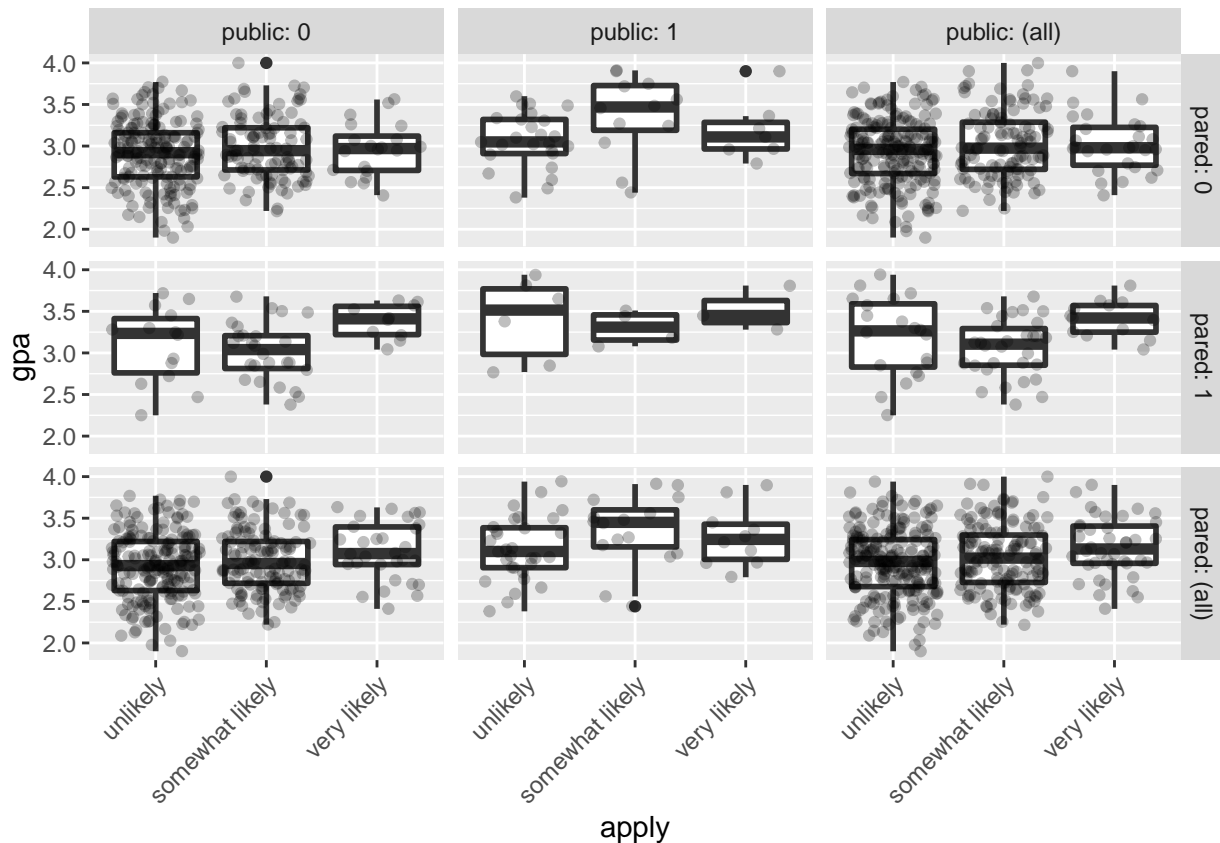 public: 0
public: 1
public: (all)
4.0
3.5
3.0
2.5
2.0
pared: 0
4.0
3.5
3.0
2.5
2.0
pared: 1
4.0
3.5
3.0
2.5
2.0
pared: (all)
gpa
unlikely
somewhat likely
very likely
unlikely
somewhat likely
very likely
unlikely
somewhat likely
very likely
apply